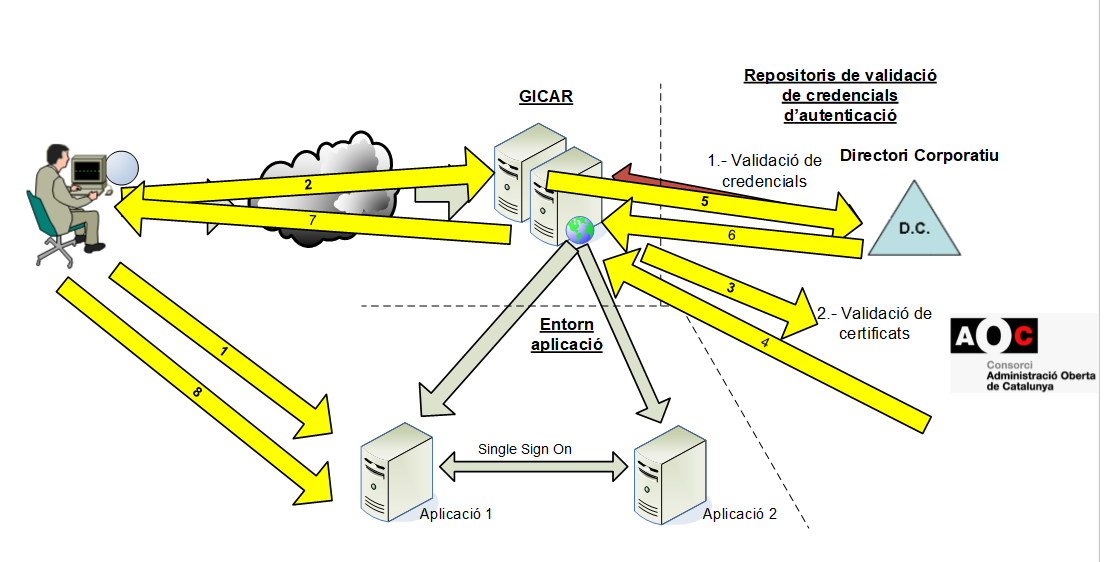 Repositoris de validació
de credencials
d’autenticació
GICAR
1.- Validació de
credencials
Directori Corporatiu
D.C.
2
7
5
6
3
4
2.- Validació de
certificats
AOC
Consorci
Administració Oberta
de Catalunya
Entorn
aplicació
1
8
Single Sign On
Aplicació 1
Aplicació 2